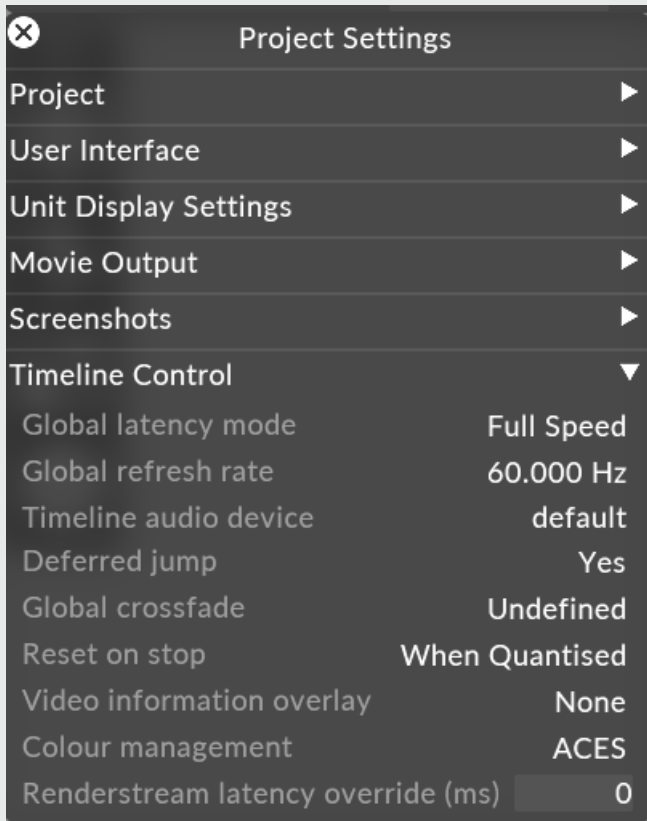 Project Settings
Project
User Interface
Unit Display Settings
Movie Output
Screenshots
Timeline Control
Global latency mode Full Speed
Global refresh rate 60.000 Hz
Timeline audio device default
Deferred jump Yes
Global crossfade Undefined
Reset on stop When Quantised
Video information overlay None
Colour management ACES
Renderstream latency override (ms) 0